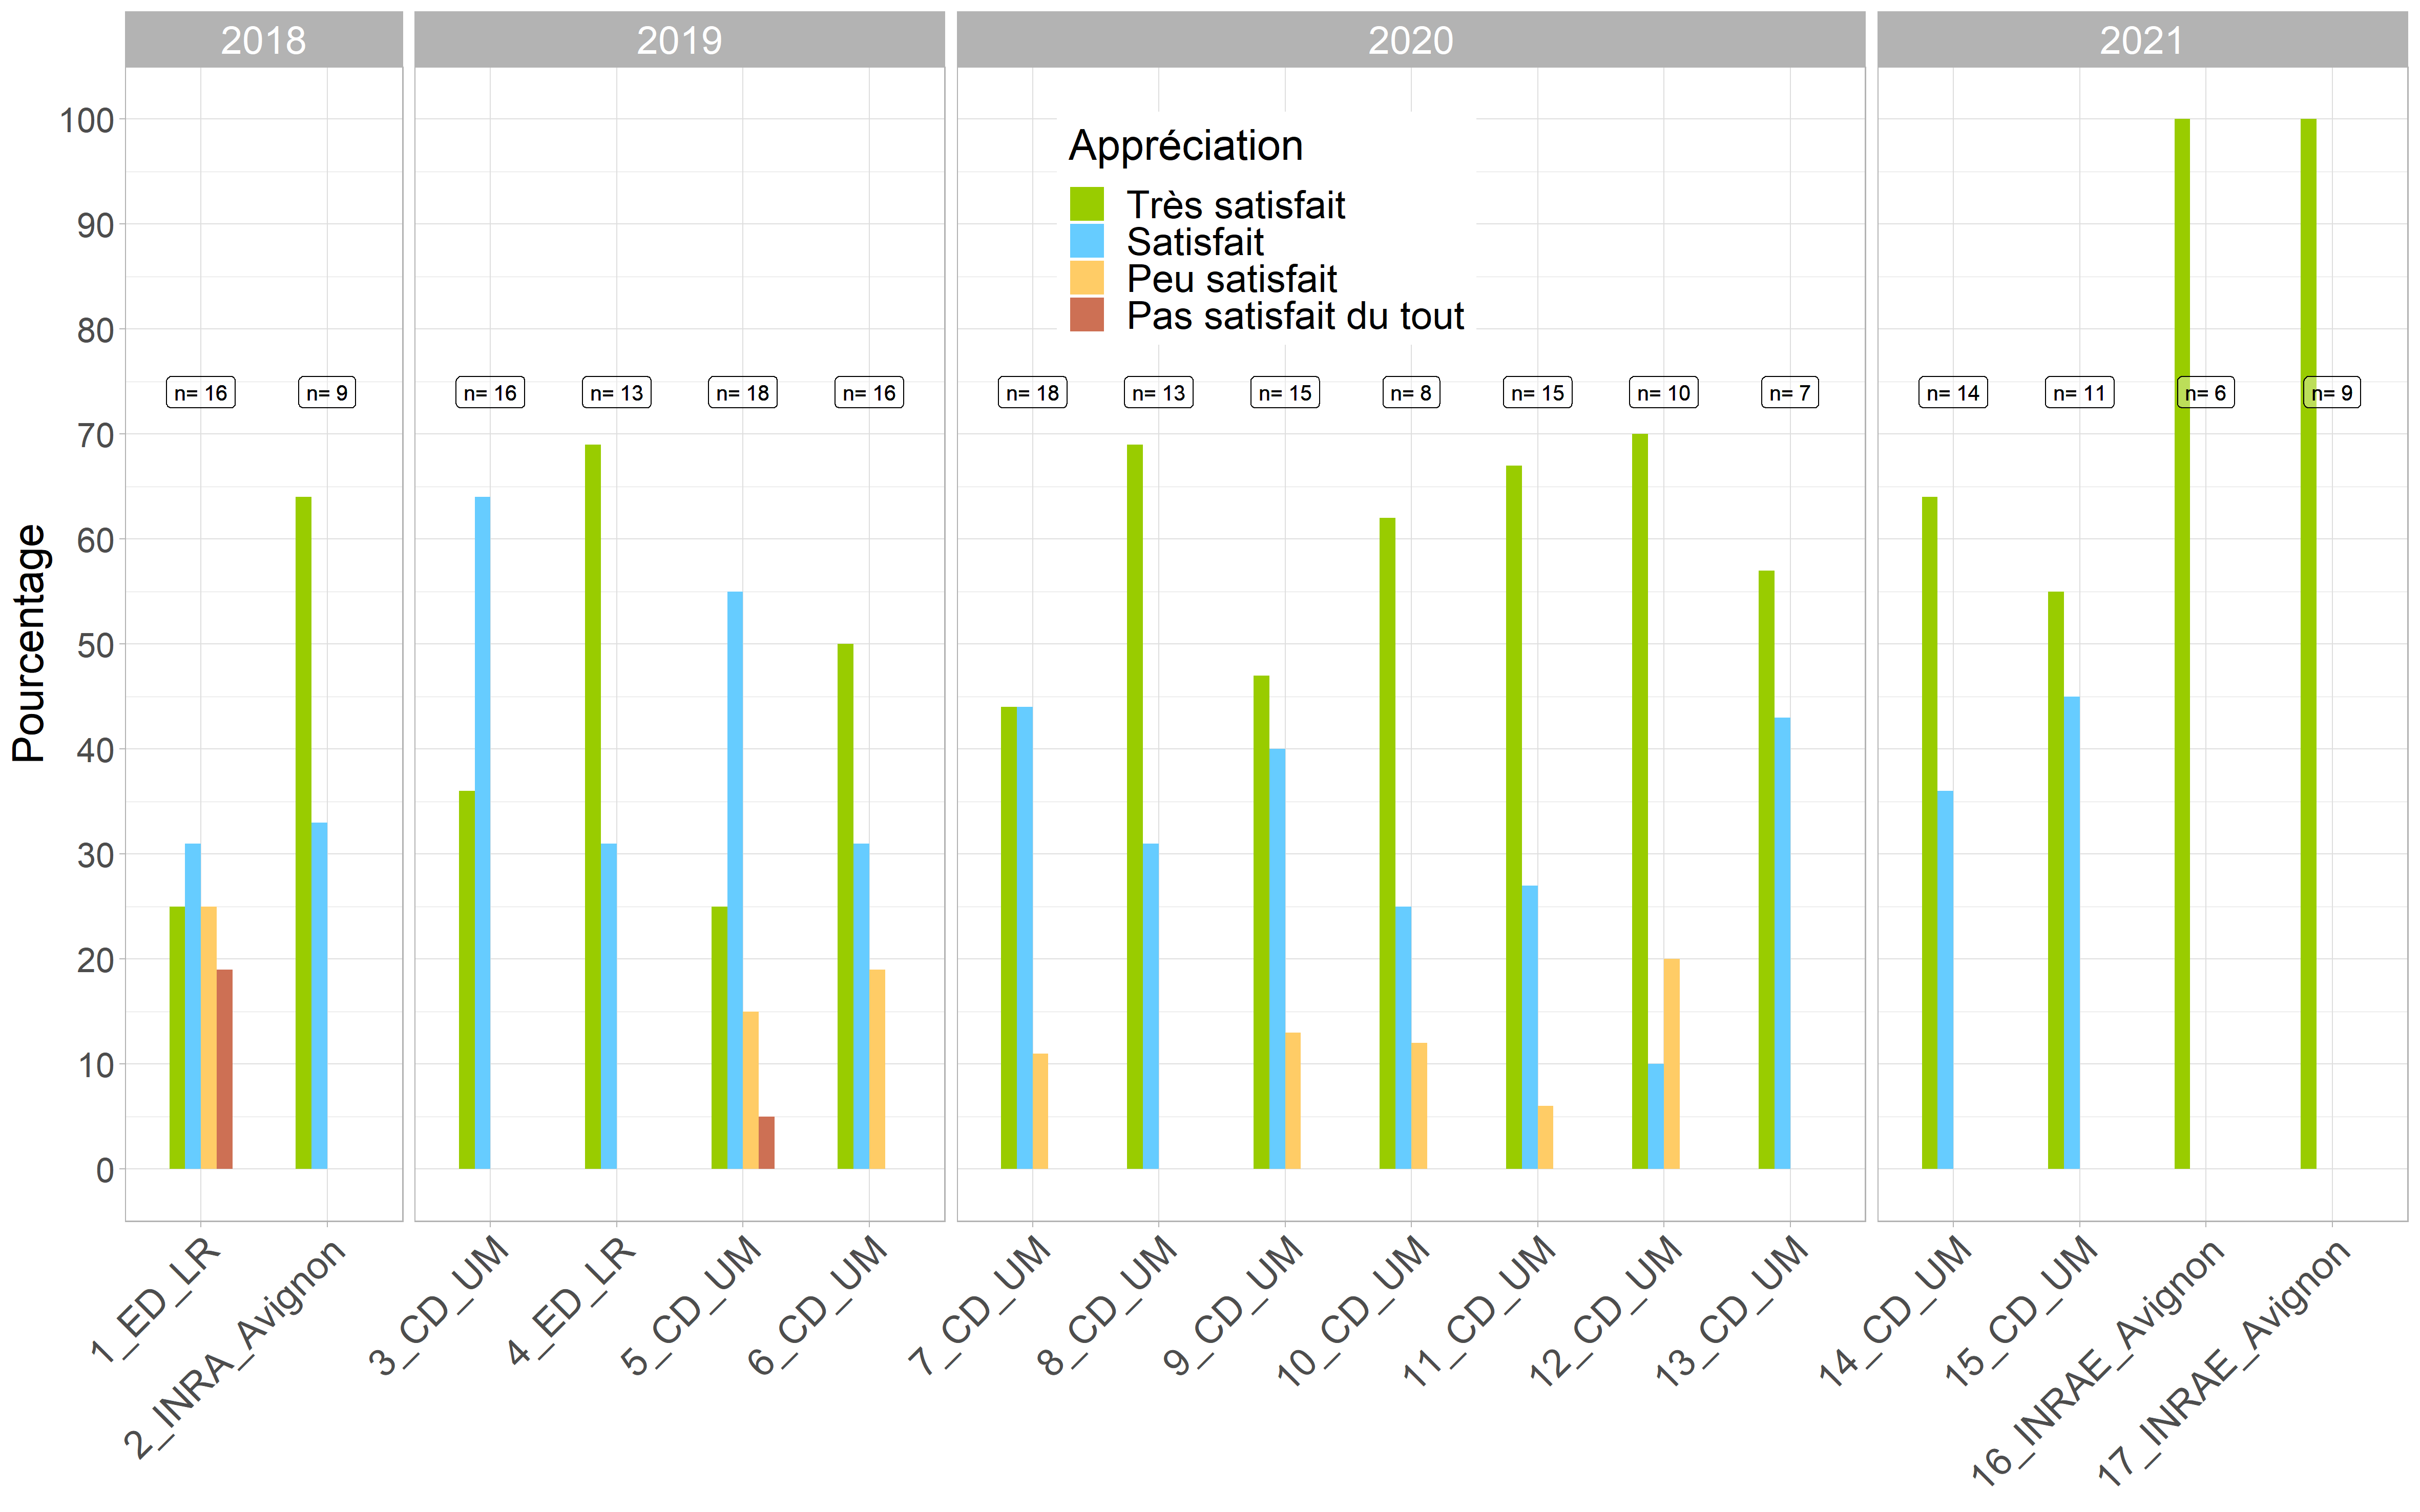 2018
2019
2020
2021
Appréciation
Très satisfait
Satisfait
Peu satisfait
Pas satisfait du tout
Pourcentage
100
90
80
70
60
50
40
30
20
10
0
n= 16
n= 9
n= 16
n= 13
n= 18
n= 16
n= 18
n= 13
n= 15
n= 8
n= 15
n= 10
n= 7
n= 14
n= 11
n= 6
n= 9
1_ED_LR
2_INRA_Avignon
3_CD_UM
4_ED_LR
5_CD_UM
6_CD_UM
7_CD_UM
8_CD_UM
9_CD_UM
10_CD_UM
11_CD_UM
12_CD_UM
13_CD_UM
14_CD_UM
15_CD_UM
16_INRAE_Avignon
17_INRAE_Avignon